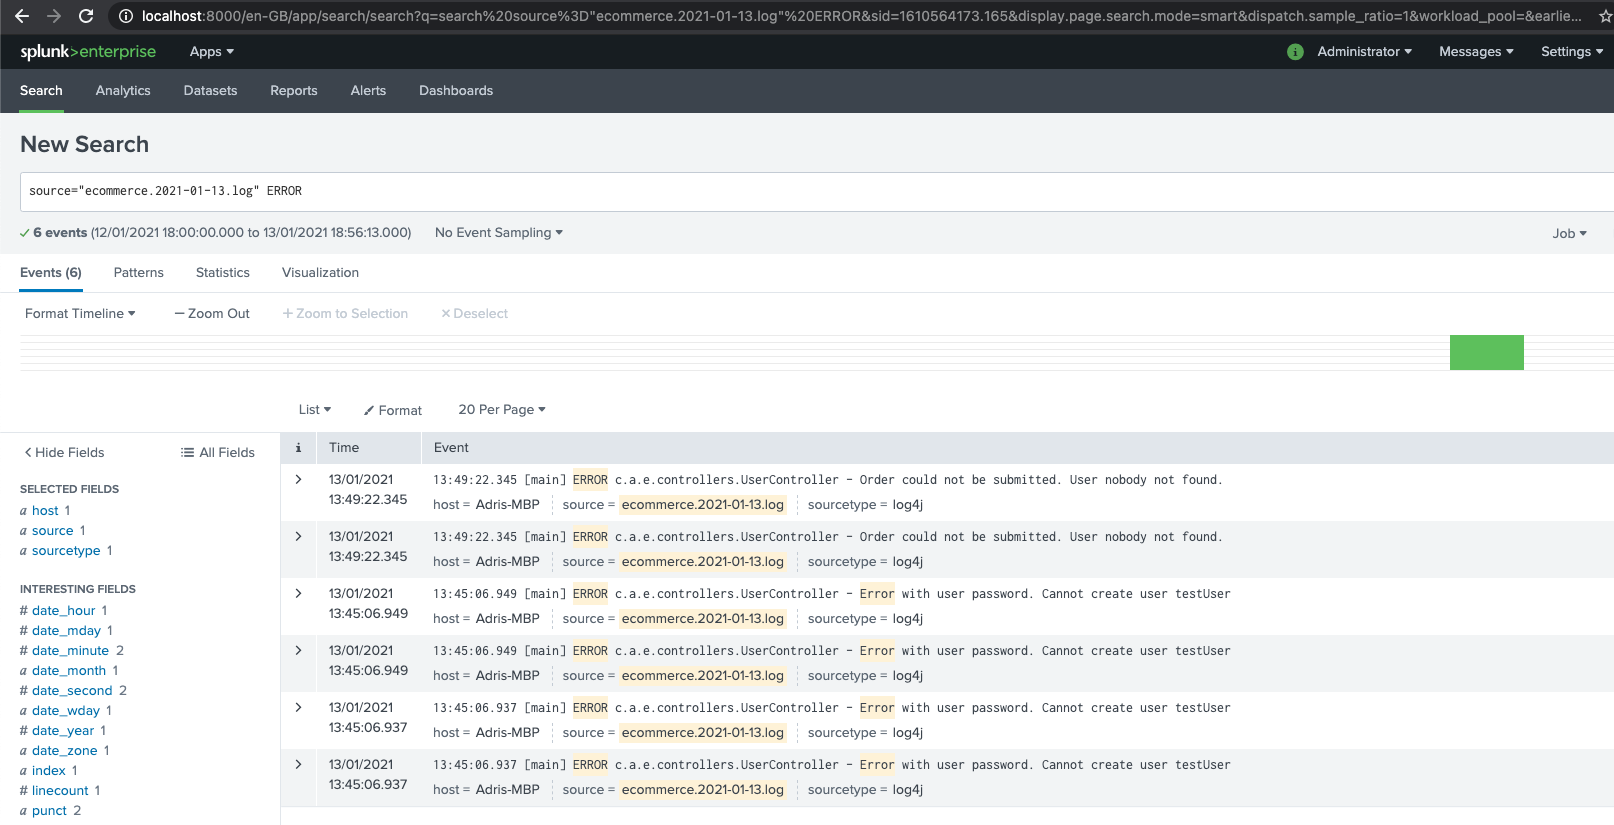 localhost:8000/en-GB/app/search/search?q=search%20source%3D"ecommerce.2021-01-13.log"%20ERROR&sid=1610564173.165&display.page.search.mode=smart&dispatch.sample_ratio=1&workload_pool=&earlie...
splunk>enterprise Apps i Administrator Messages Settings
Search Analytics Datasets Reports Alerts Dashboards
New Search
source="ecommerce.2021-01-13.log" ERROR
6 events (12/01/2021 18:00:00.000 to 13/01/2021 18:56:13.000) No Event Sampling Job
Events (6) Patterns Statistics Visualization
Format Timeline — Zoom Out + Zoom to Selection × Deselect
List Format 20 Per Page
< Hide Fields All Fields
SELECTED FIELDS
a host 1
a source 1
a sourcetype 1
INTERESTING FIELDS
# date_hour 1
# date_mday 1
# date_minute 2
a date_month 1
# date_second 2
a date_wday 1
# date_year 1
a date_zone 1
a index 1
# linecount 1
a punct 2
i Time Event
> 13/01/2021 13:49:22.345 [main] ERROR c.a.e.controllers.UserController - Order could not be submitted. User nobody not found.
13:49:22.345 host = Adris-MBP source = ecommerce.2021-01-13.log sourcetype = log4j
> 13/01/2021 13:49:22.345 [main] ERROR c.a.e.controllers.UserController - Order could not be submitted. User nobody not found.
13:49:22.345 host = Adris-MBP source = ecommerce.2021-01-13.log sourcetype = log4j
> 13/01/2021 13:45:06.949 [main] ERROR c.a.e.controllers.UserController - Error with user password. Cannot create user testUser
13:45:06.949 host = Adris-MBP source = ecommerce.2021-01-13.log sourcetype = log4j
> 13/01/2021 13:45:06.949 [main] ERROR c.a.e.controllers.UserController - Error with user password. Cannot create user testUser
13:45:06.949 host = Adris-MBP source = ecommerce.2021-01-13.log sourcetype = log4j
> 13/01/2021 13:45:06.937 [main] ERROR c.a.e.controllers.UserController - Error with user password. Cannot create user testUser
13:45:06.937 host = Adris-MBP source = ecommerce.2021-01-13.log sourcetype = log4j
> 13/01/2021 13:45:06.937 [main] ERROR c.a.e.controllers.UserController - Error with user password. Cannot create user testUser
13:45:06.937 host = Adris-MBP source = ecommerce.2021-01-13.log sourcetype = log4j